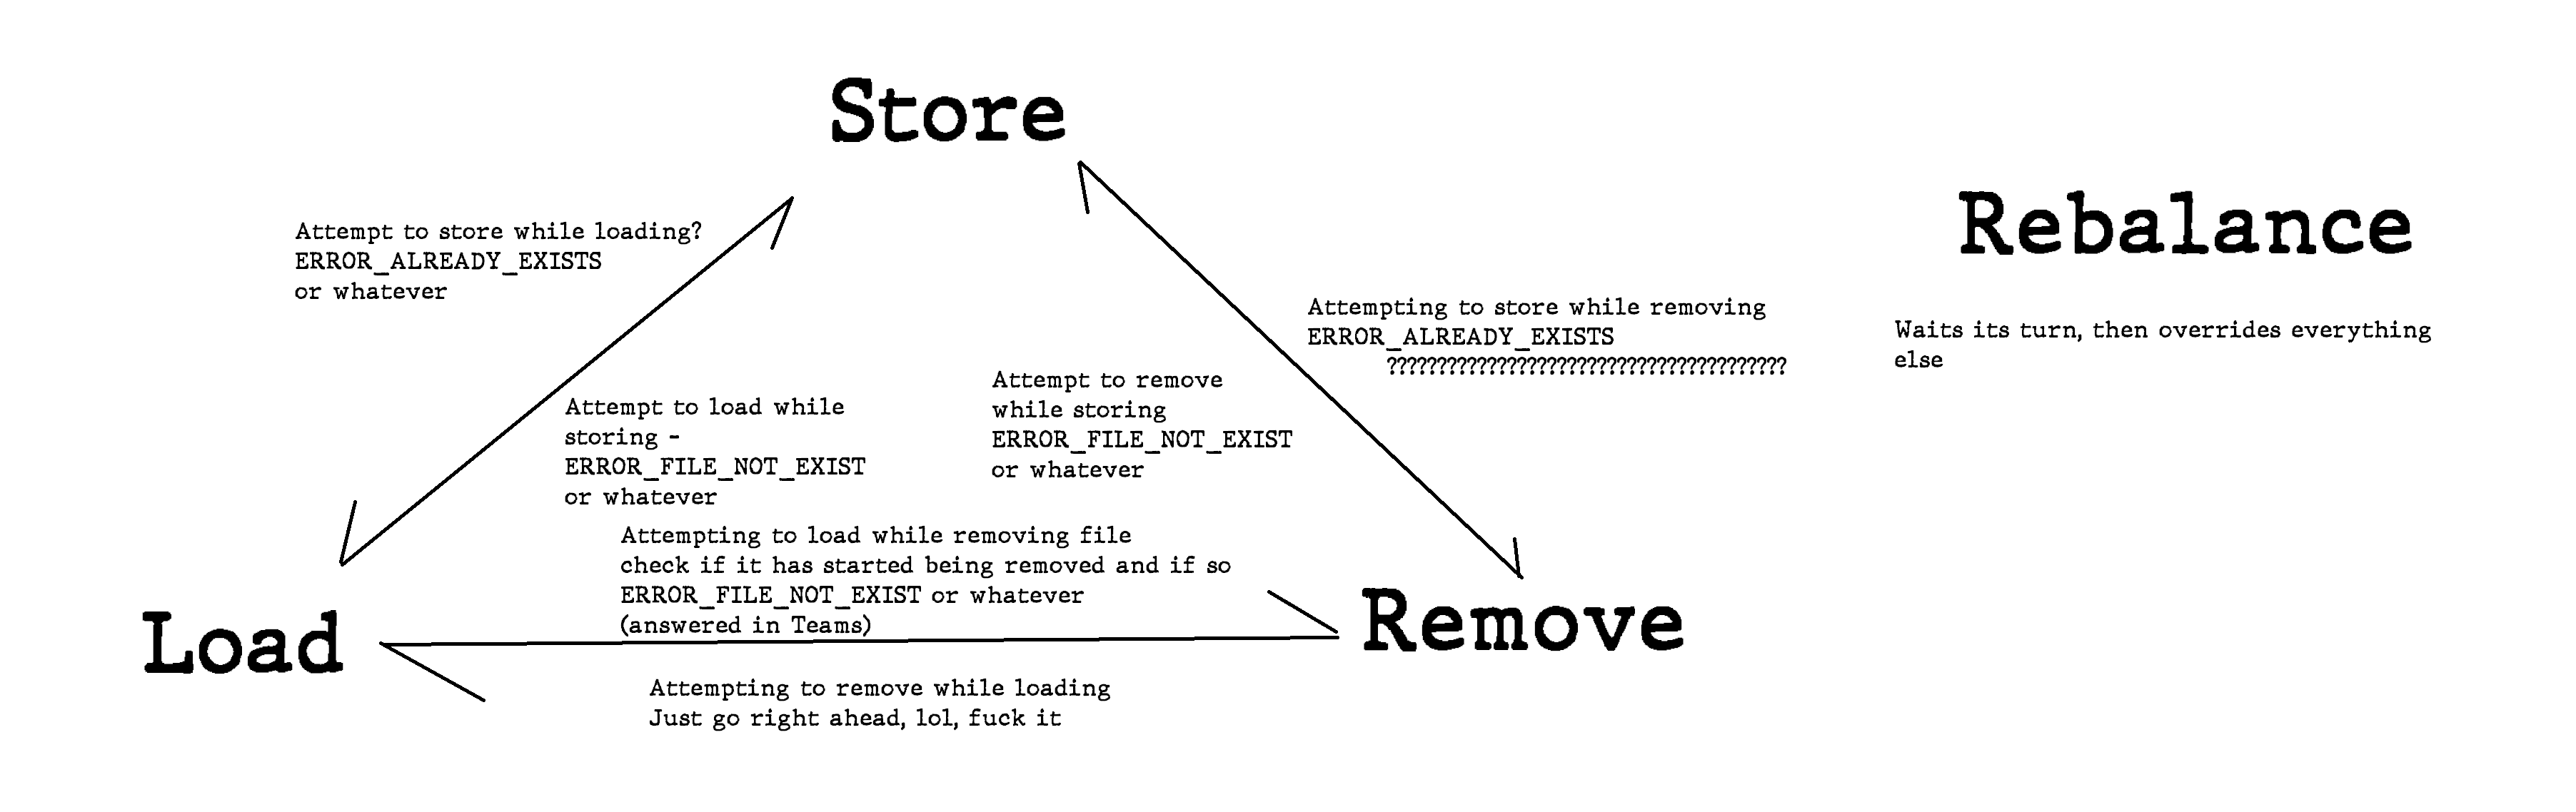 Store
Rebalance
Attempt to store while loading?
ERROR_ALREADY_EXISTS
or whatever
Attempting to store while removing
ERROR_ALREADY_EXISTS
????????????????????????????????????????
Waits its turn, then overrides everything
else
Attempt to load while
storing -
ERROR_FILE_NOT_EXIST
or whatever
Attempt to remove
while storing
ERROR_FILE_NOT_EXIST
or whatever
Attempting to load while removing file
check if it has started being removed and if so
ERROR_FILE_NOT_EXIST or whatever
(answered in Teams)
Load
Remove
Attempting to remove while loading
Just go right ahead, lol, fuck it